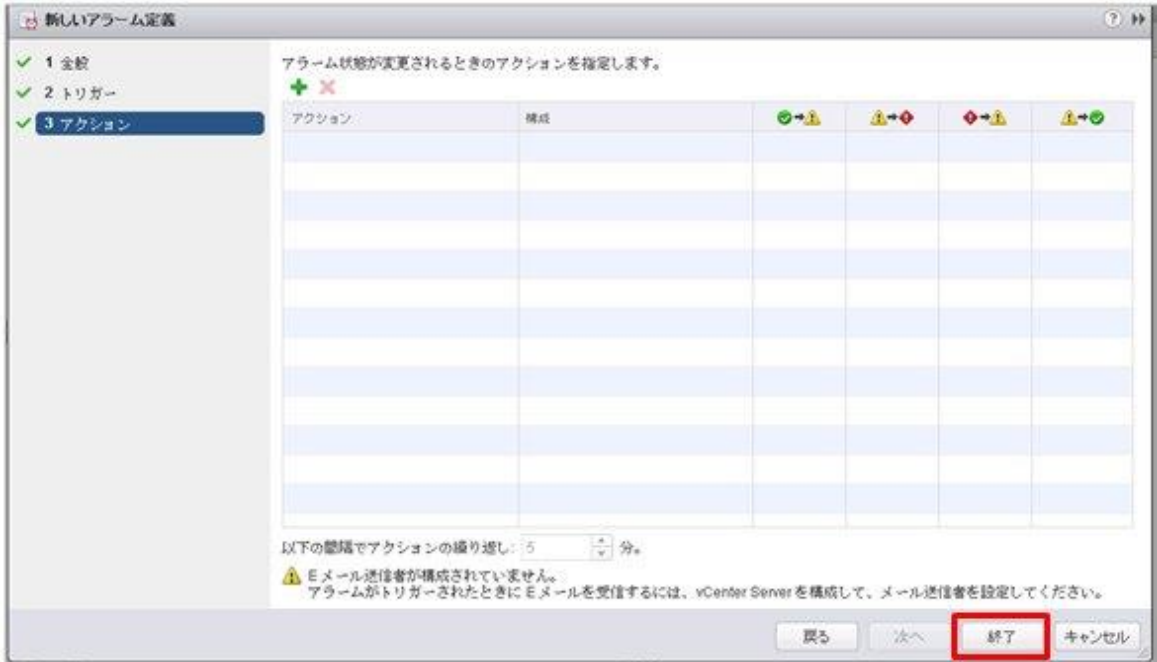 新しいアラーム定義
?
1 全般
2 トリガー
3 アクション
アラーム状態が変更されるときのアクションを指定します。
アクション
構成
以下の間隔でアクションの繰り返し: 5 分。
Eメール送信者が構成されていません。
アラームがトリガーされたときにEメールを受信するには、vCenter Serverを構成して、メール送信者を設定してください。
戻る
次へ
終了
キャンセル